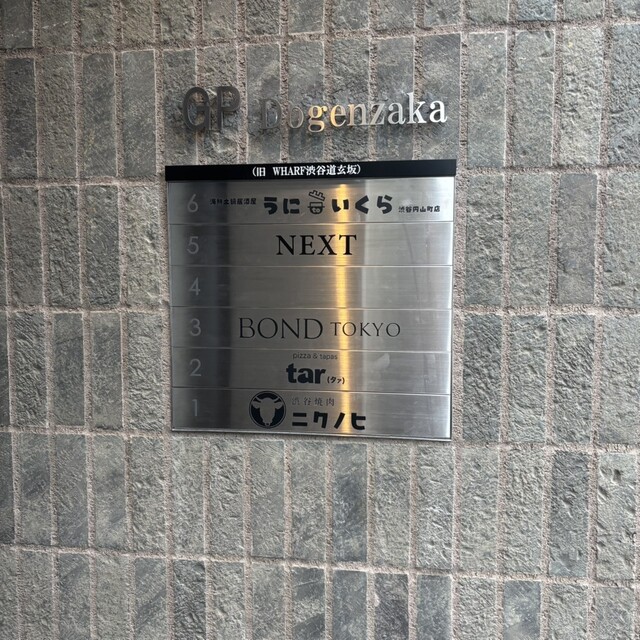 GP Dogenzaka
(旧 WHARF渋谷道玄坂)
6 うに いくら 渋谷円山町店
5 NEXT
4
3 BOND TOKYO
pizza & tapas
2 tar (タァ)
渋谷焼肉
1 ニクノヒ